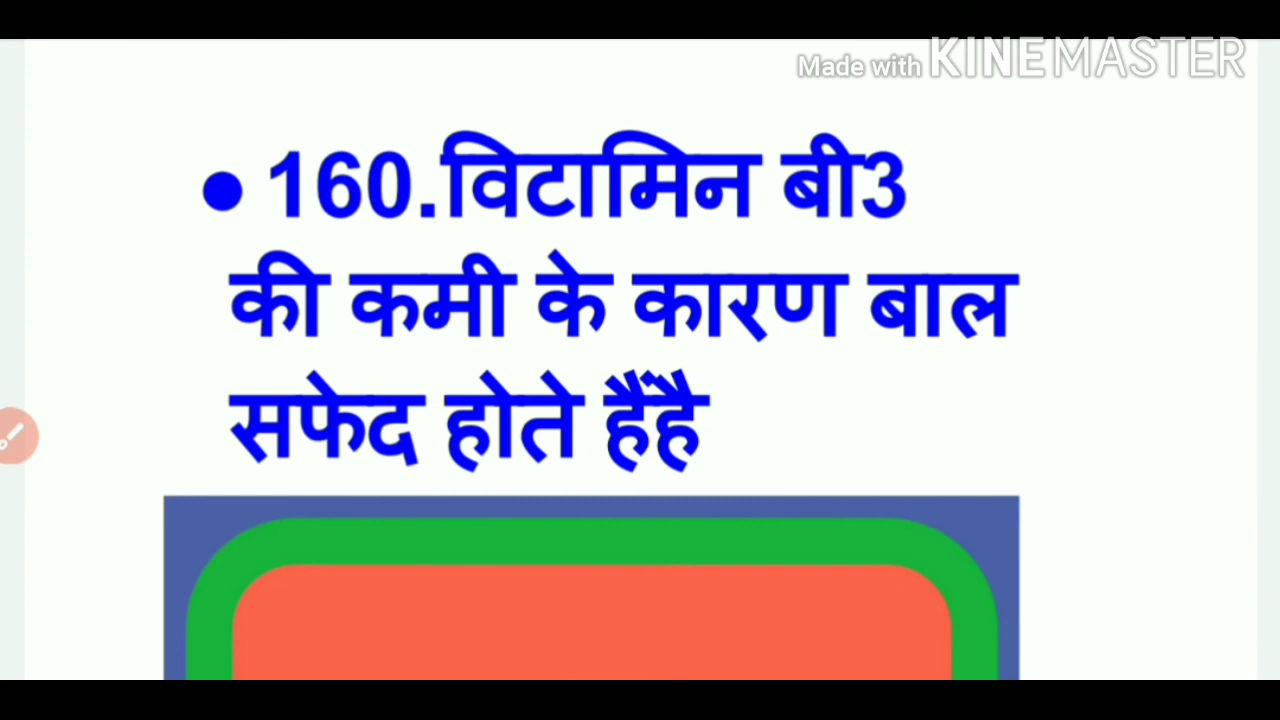 Made with KINEMASTER
• 160.विटामिन बी3
की कमी के कारण बाल
सफेद होते हैंहै